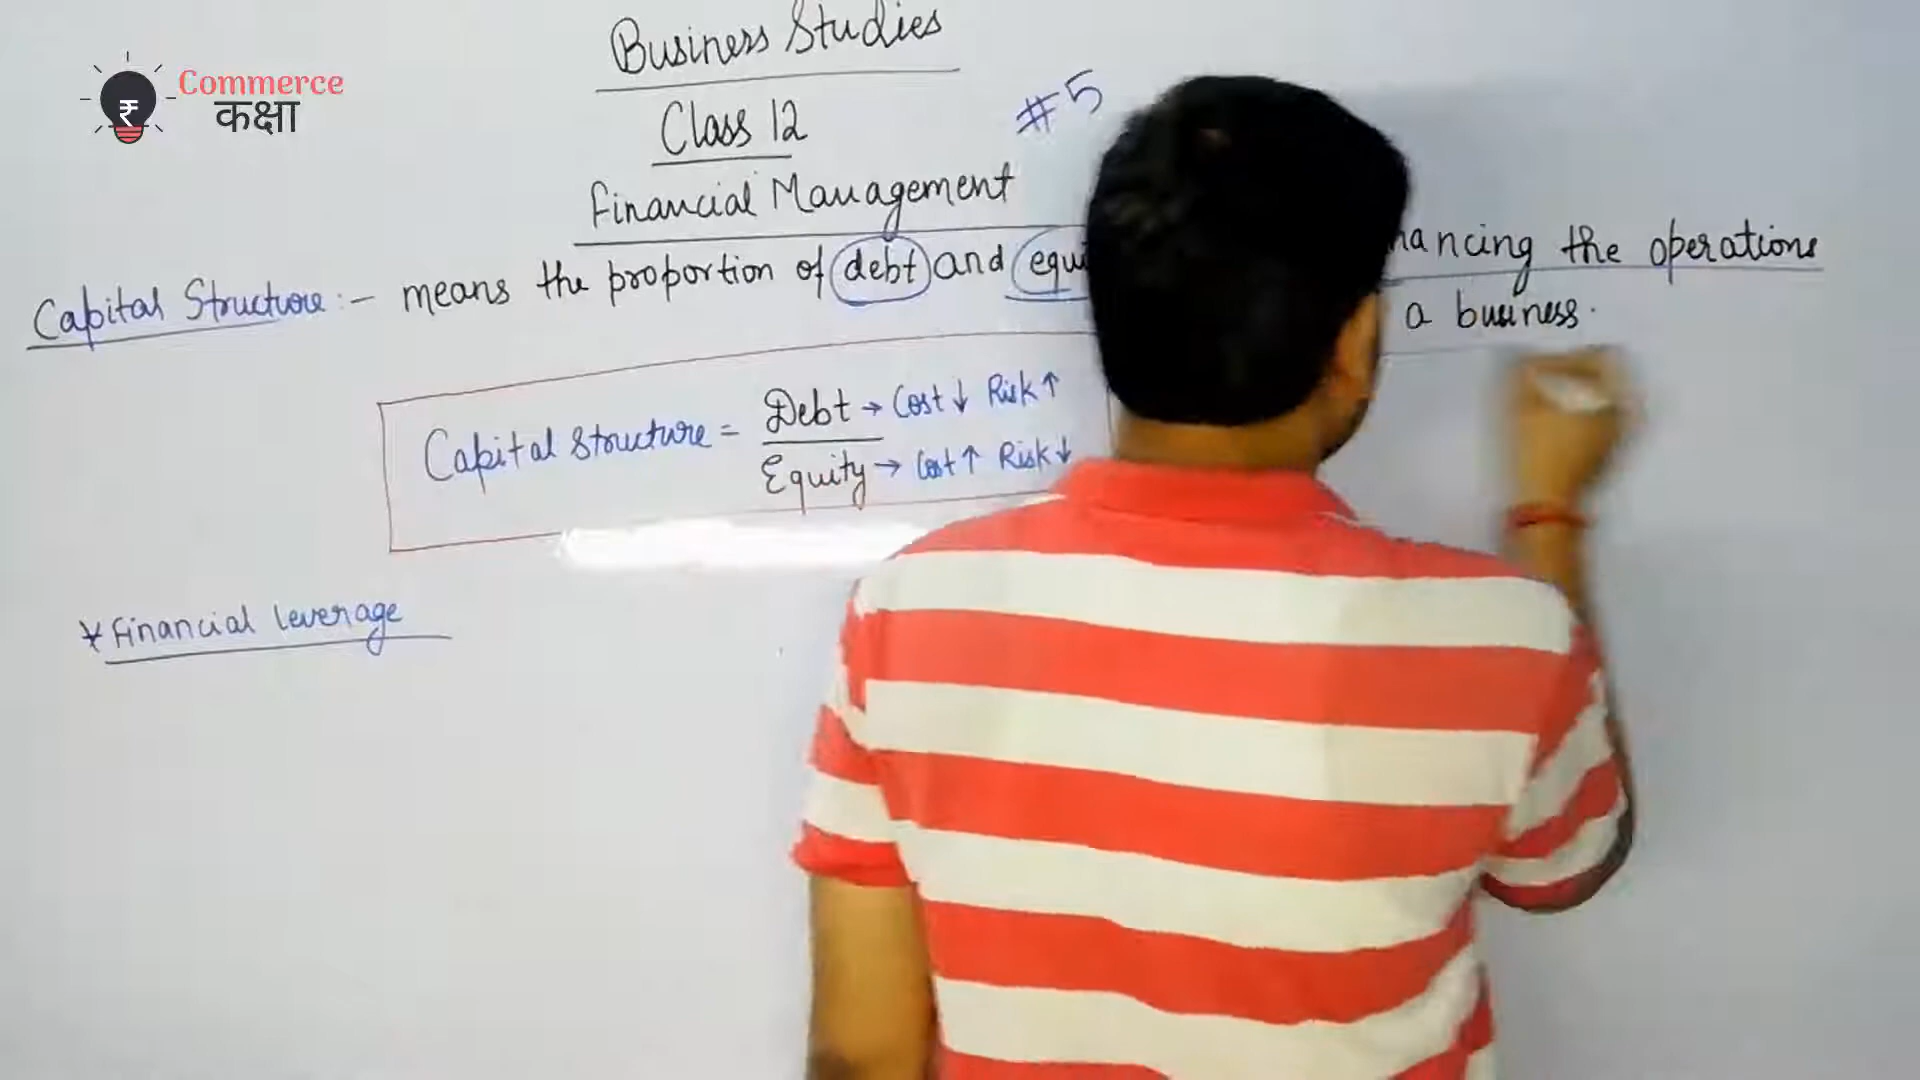 Commerce
कक्षा
₹
Business Studies
Class 12
#5
Financial Management
Capital Structure :- means the proportion of debt and the operations
a business.
Capital Structure = Debt → Cost ↓ Risk ↑
Equity → Cost ↑ Risk ↓
* Financial leverage